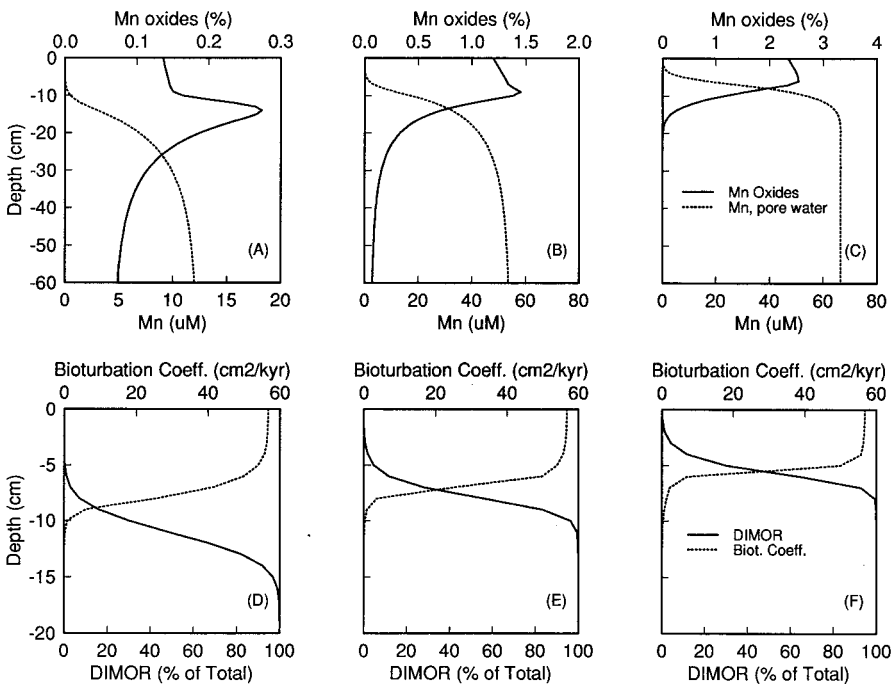 Mn oxides (%)
Mn oxides (%)
Mn oxides (%)
0.0 0.1 0.2 0.3
0.0 0.5 1.0 1.5 2.0
0 1 2 3 4
0
-10
-20
-30
-40
-50
-60
Depth (cm)
(A)
(B)
Mn Oxides
Mn, pore water
(C)
0 5 10 15 20
0 20 40 60 80
0 20 40 60 80
Mn (uM)
Mn (uM)
Mn (uM)
Bioturbation Coeff. (cm2/kyr)
Bioturbation Coeff. (cm2/kyr)
Bioturbation Coeff. (cm2/kyr)
0 20 40 60
0 20 40 60
0 20 40 60
0
-5
-10
-15
-20
Depth (cm)
(D)
(E)
DIMOR
Biot. Coeff.
(F)
0 20 40 60 80 100
0 20 40 60 80 100
0 20 40 60 80 100
DIMOR (% of Total)
DIMOR (% of Total)
DIMOR (% of Total)